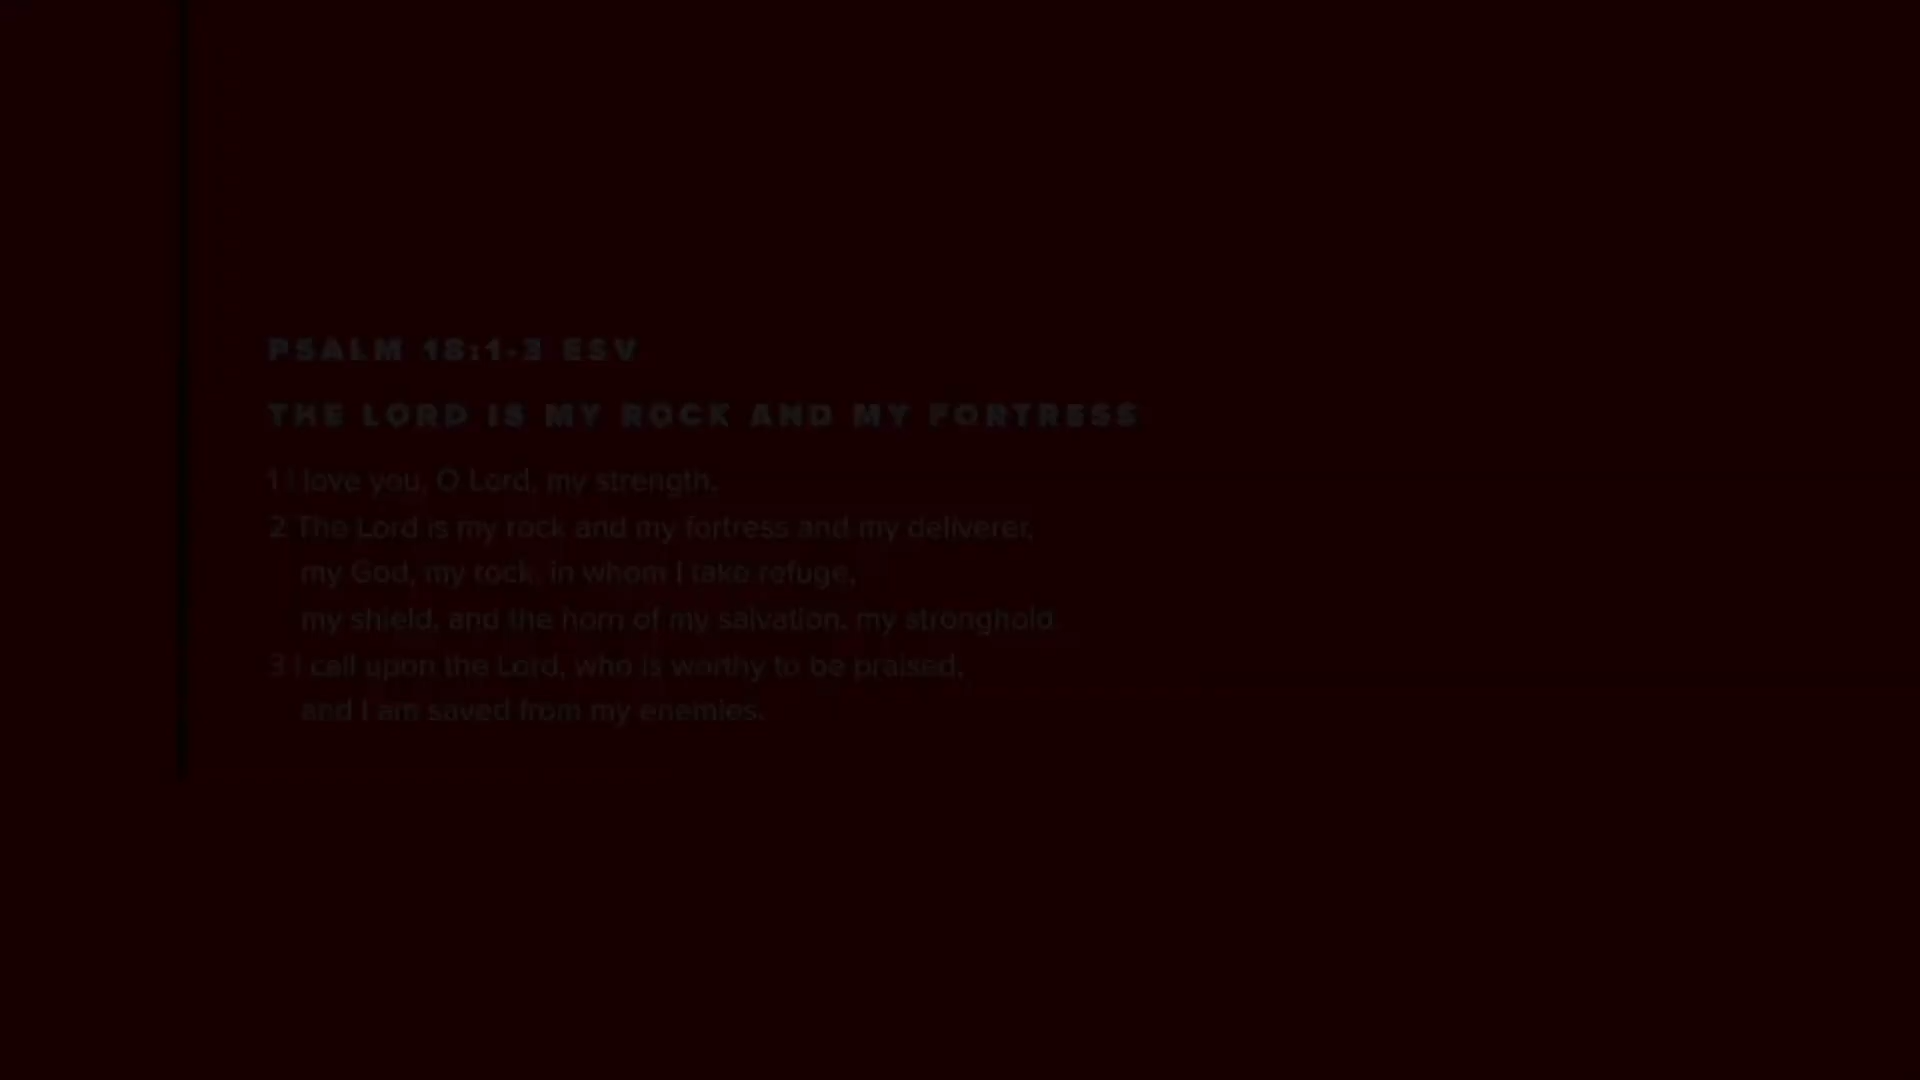 PSALM 18:1-3 ESV
THE LORD IS MY ROCK AND MY FORTRESS
1 I love you, O Lord, my strength.
2 The Lord is my rock and my fortress and my deliverer,
my God, my rock, in whom I take refuge,
my shield, and the horn of my salvation, my stronghold.
3 I call upon the Lord, who is worthy to be praised,
and I am saved from my enemies.